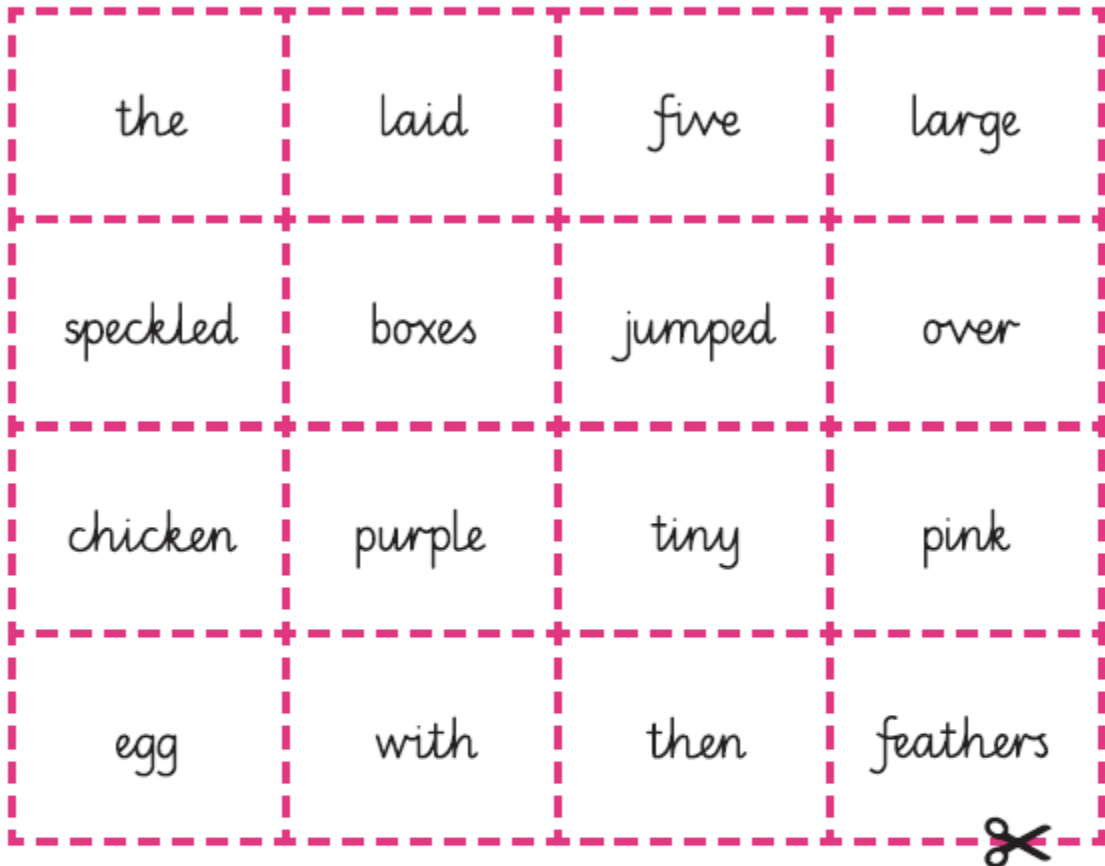 the laid five large
speckled boxes jumped over
chicken purple tiny pink
egg with then feathers